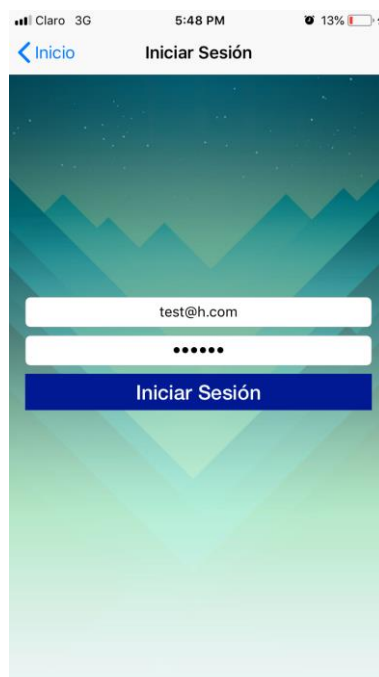 Claro 3G 5:48 PM 13%
Inicio Iniciar Sesión
test@h.com
••••••
Iniciar Sesión